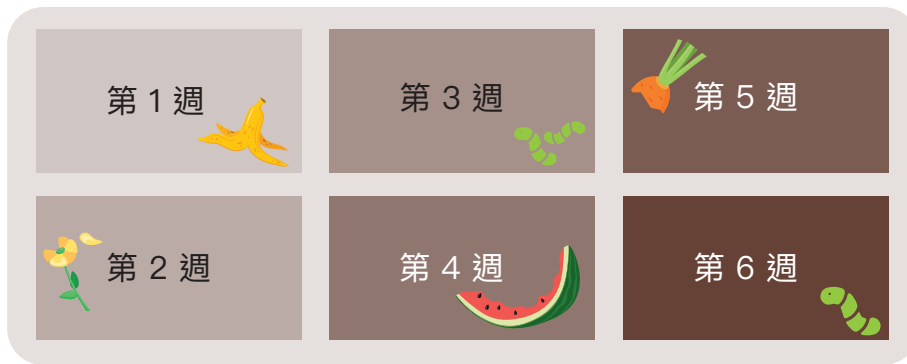 第 1 週
第 2 週
第 3 週
第 4 週
第 5 週
第 6 週